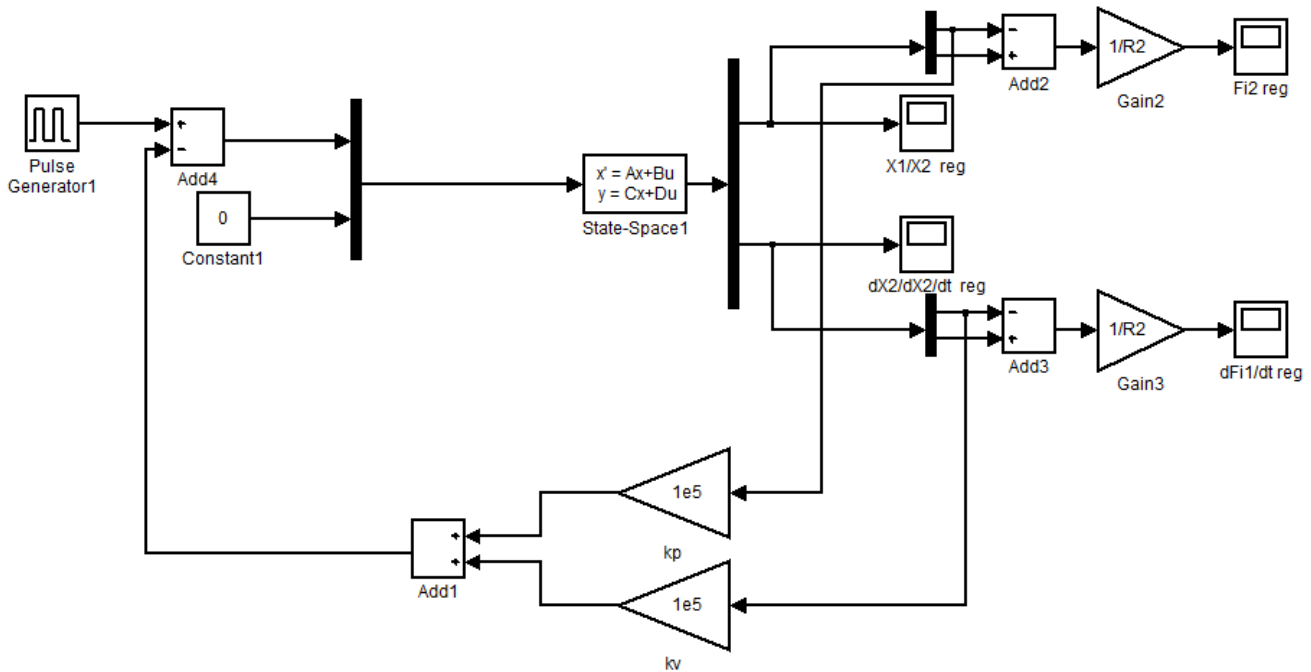 −
+
Add2
1/R2
Gain2
Fi2 reg
Pulse
Generator1
+
−
Add4
0
Constant1
x' = Ax+Bu
y = Cx+Du
State-Space1
X1/X2 reg
dX2/dX2/dt reg
−
+
Add3
1/R2
Gain3
dFi1/dt reg
1e5
kp
+
+
Add1
1e5
kv